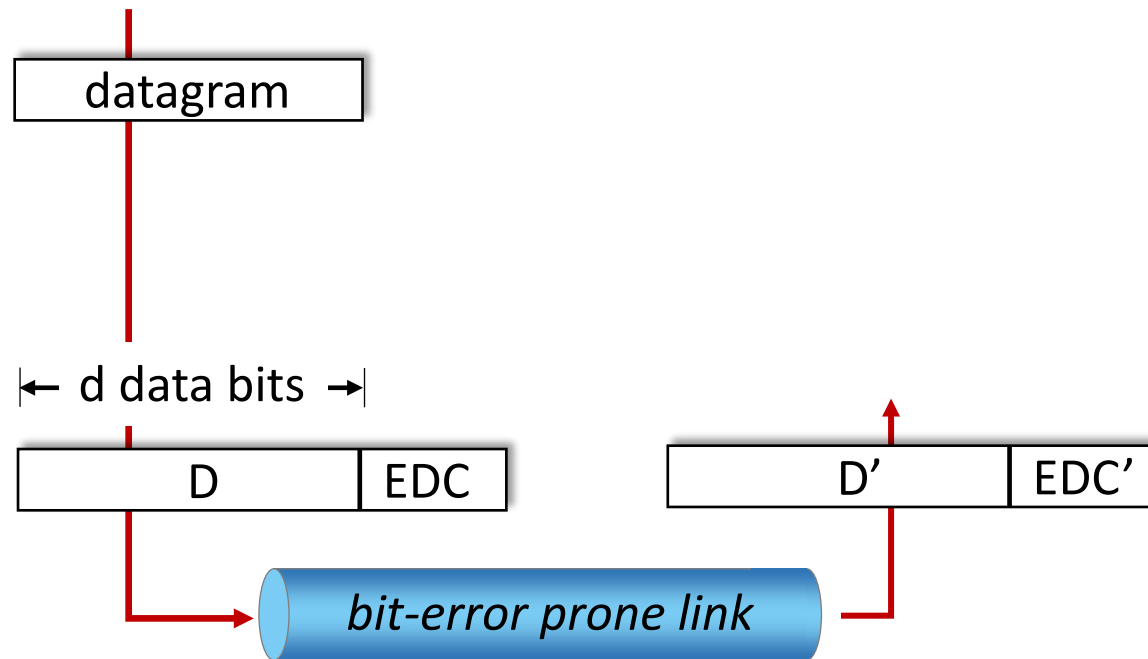 datagram
d data bits
D
EDC
D’
EDC’
bit-error prone link